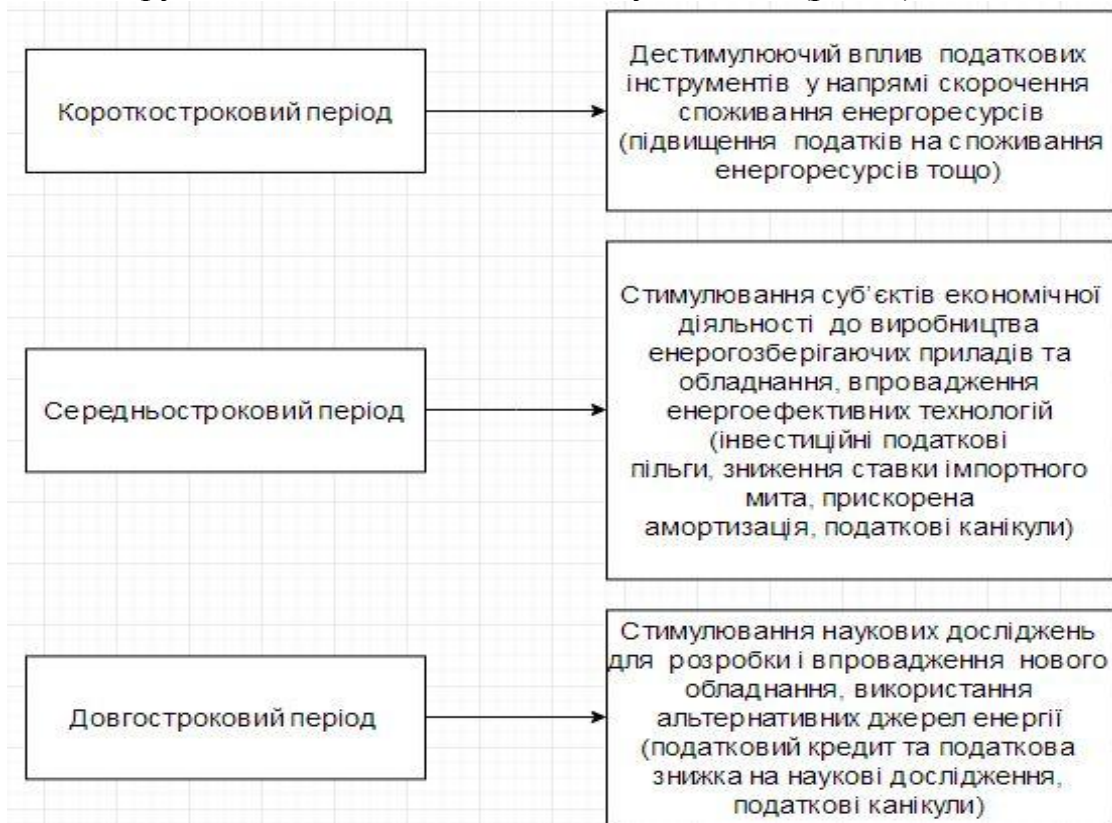 Короткостроковий період
Дестимулюючий вплив податкових
інструментів у напрямі скорочення
споживання енергоресурсів
(підвищення податків на споживання
енергоресурсів тощо)
Середньостроковий період
Стимулювання суб'єктів економічної
діяльності до виробництва
енерогозберігаючих приладів та
обладнання, впровадження
енергоефективних технологій
(інвестиційні податкові
пільги, зниження ставки імпортного
мита, прискорена
амортизація, податкові канікули)
Довгостроковий період
Стимулювання наукових досліджень
для розробки і впровадження нового
обладнання, використання
альтернативних джерел енергії
(податковий кредит та податкова
знижка на наукові дослідження,
податкові канікули)